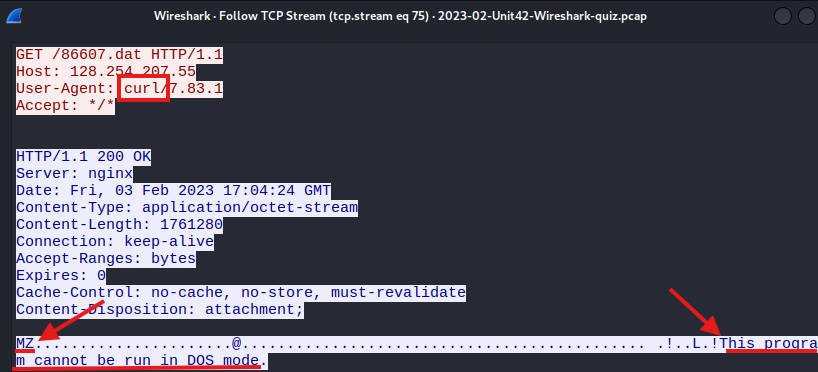 Wireshark · Follow TCP Stream (tcp.stream eq 75) · 2023-02-Unit42-Wireshark-quiz.pcap
GET /86607.dat HTTP/1.1
Host: 128.254.207.55
User-Agent: curl/7.83.1
Accept: */*
HTTP/1.1 200 OK
Server: nginx
Date: Fri, 03 Feb 2023 17:04:24 GMT
Content-Type: application/octet-stream
Content-Length: 1761280
Connection: keep-alive
Accept-Ranges: bytes
Expires: 0
Cache-Control: no-cache, no-store, must-revalidate
Content-Disposition: attachment;
MZ......................@............................................. .!..L.!This progra
m cannot be run in DOS mode.